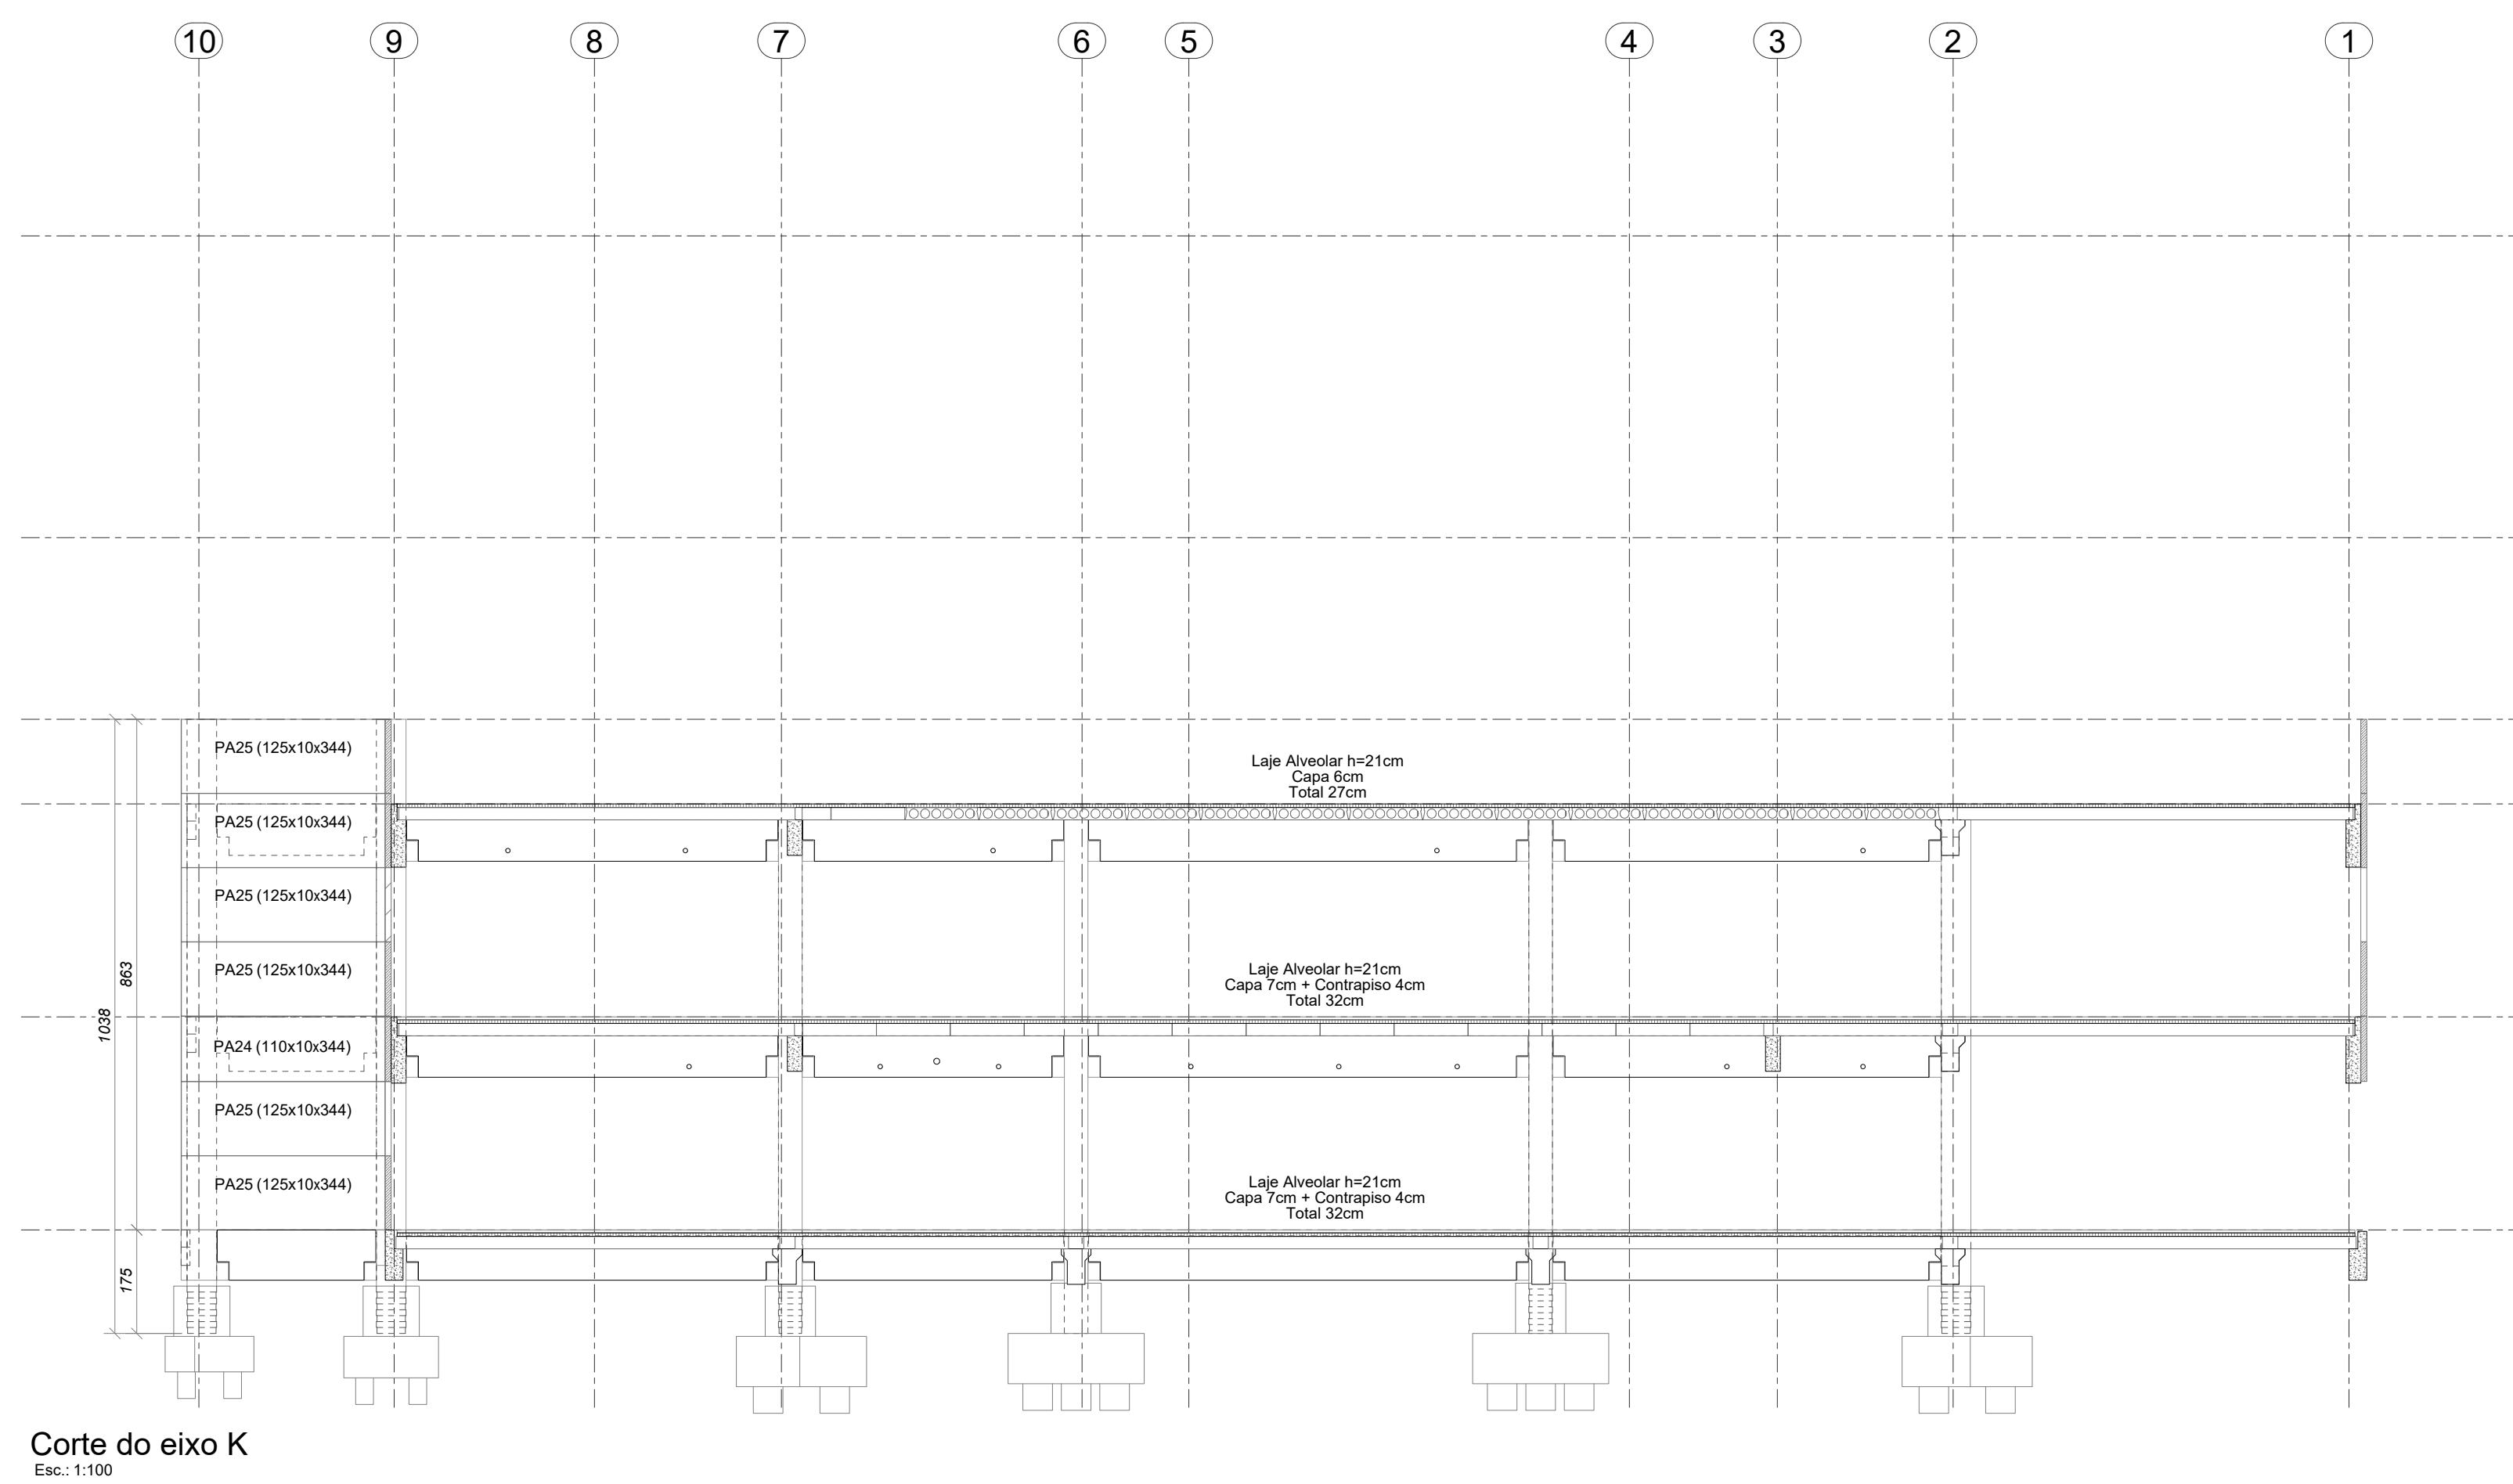 10
9
8
7
6
5
4
3
2
1
PA25 (125x10x344)
Laje Alveolar h=21cm
Capa 6cm
Total 27cm
PA25 (125x10x344)
PA25 (125x10x344)
PA25 (125x10x344)
863
Laje Alveolar h=21cm
Capa 7cm + Contrapiso 4cm
Total 32cm
1038
PA24 (110x10x344)
PA25 (125x10x344)
PA25 (125x10x344)
Laje Alveolar h=21cm
Capa 7cm + Contrapiso 4cm
Total 32cm
175
Corte do eixo K
Esc.: 1:100